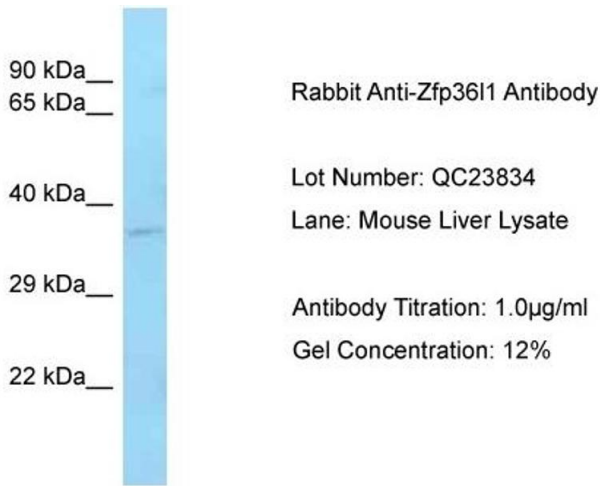 90 kDa
65 kDa
40 kDa
29 kDa
22 kDa
Rabbit Anti-Zfp36l1 Antibody
Lot Number: QC23834
Lane: Mouse Liver Lysate
Antibody Titration: 1.0µg/ml
Gel Concentration: 12%